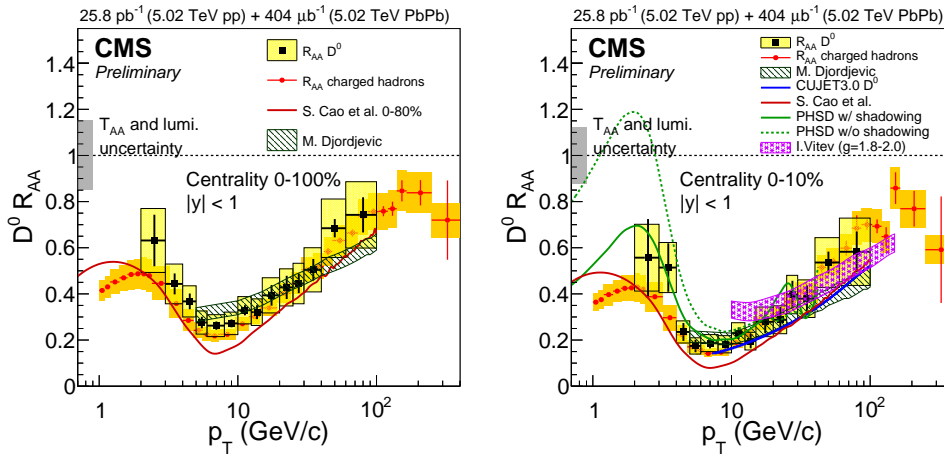 25.8 pb⁻¹ (5.02 TeV pp) + 404 μb⁻¹ (5.02 TeV PbPb)
CMS
Preliminary
R_AA D⁰
R_AA charged hadrons
S. Cao et al. 0-80%
M. Djordjevic
T_AA and lumi.
uncertainty
Centrality 0-100%
|y| < 1
D⁰ R_AA
1.4
1.2
1
0.8
0.6
0.4
0.2
0
1
10
10²
p_T (GeV/c)
25.8 pb⁻¹ (5.02 TeV pp) + 404 μb⁻¹ (5.02 TeV PbPb)
CMS
Preliminary
R_AA D⁰
R_AA charged hadrons
M. Djordjevic
CUJET3.0 D⁰
S. Cao et al.
PHSD w/ shadowing
PHSD w/o shadowing
I.Vitev (g=1.8-2.0)
T_AA and lumi.
uncertainty
Centrality 0-10%
|y| < 1
D⁰ R_AA
1.4
1.2
1
0.8
0.6
0.4
0.2
0
1
10
10²
p_T (GeV/c)